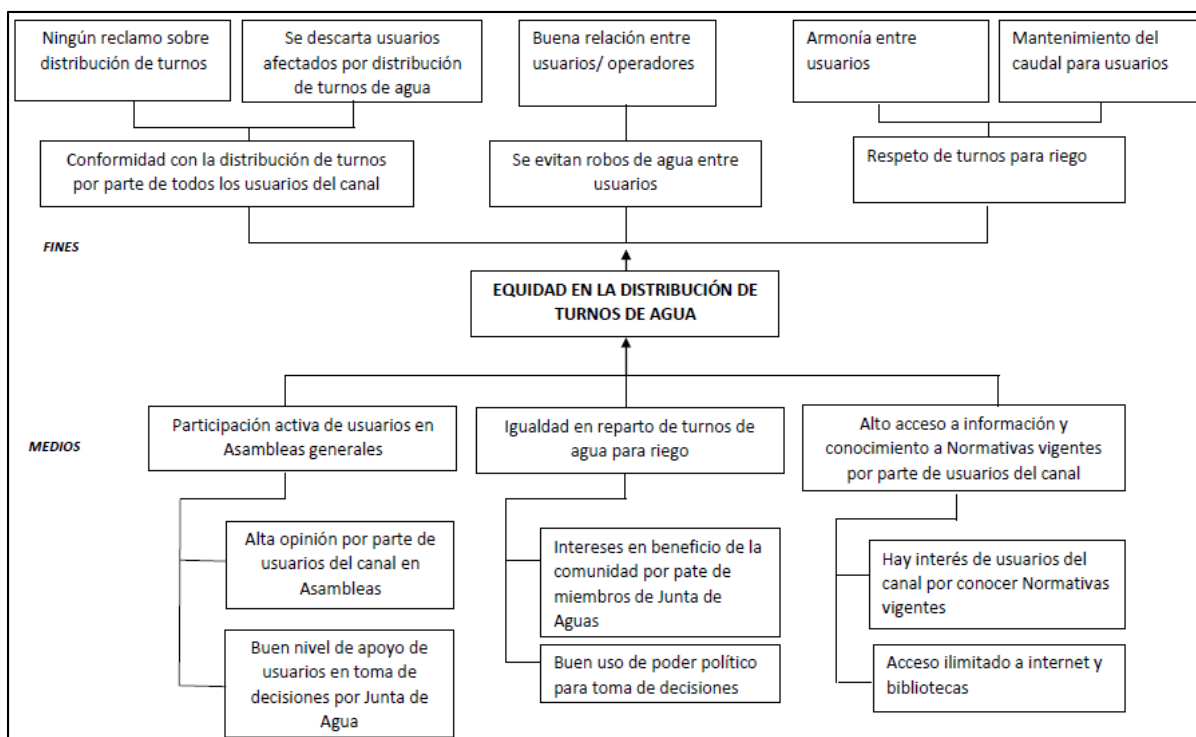 Ningún reclamo sobre
distribución de turnos
Se descarta usuarios
afectados por distribución
de turnos de agua
Buena relación entre
usuarios/ operadores
Armonía entre
usuarios
Mantenimiento del
caudal para usuarios
Conformidad con la distribución de turnos
por parte de todos los usuarios del canal
Se evitan robos de agua entre
usuarios
Respeto de turnos para riego
FINES
EQUIDAD EN LA DISTRIBUCIÓN DE
TURNOS DE AGUA
MEDIOS
Participación activa de usuarios en
Asambleas generales
Igualdad en reparto de turnos de
agua para riego
Alto acceso a información y
conocimiento a Normativas vigentes
por parte de usuarios del canal
Alta opinión por parte de
usuarios del canal en
Asambleas
Buen nivel de apoyo de
usuarios en toma de
decisiones por Junta de
Agua
Intereses en beneficio de la
comunidad por pate de
miembros de Junta de
Aguas
Buen uso de poder político
para toma de decisiones
Hay interés de usuarios del
canal por conocer Normativas
vigentes
Acceso ilimitado a internet y
bibliotecas